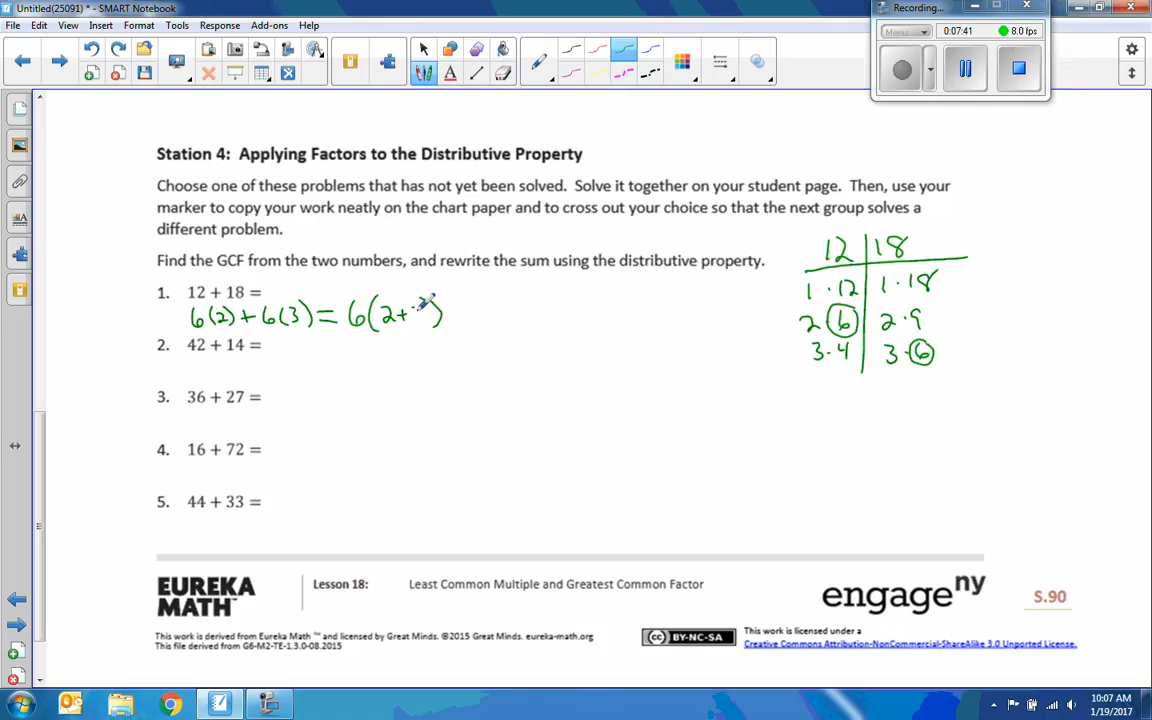 Untitled(25091) * - SMART Notebook
Recording...
File Edit View Insert Format Tools Response Add-ons Help
Menu
0:07:41
8.0 fps
Station 4: Applying Factors to the Distributive Property
Choose one of these problems that has not yet been solved. Solve it together on your student page. Then, use your
marker to copy your work neatly on the chart paper and to cross out your choice so that the next group solves a
different problem.
Find the GCF from the two numbers, and rewrite the sum using the distributive property.
1. 12 + 18 =
6(2) + 6(3) = 6(2+ )
2. 42 + 14 =
3. 36 + 27 =
4. 16 + 72 =
5. 44 + 33 =
12 | 18
1 · 12 | 1 · 18
2 6 | 2 · 9
3 · 4 | 3 · 6
EUREKA
MATH™
Lesson 18: Least Common Multiple and Greatest Common Factor
engage ny
S.90
This work is derived from Eureka Math ™ and licensed by Great Minds. ©2015 Great Minds. eureka-math.org
This file derived from G6-M2-TE-1.3.0-08.2015
cc BY-NC-SA
This work is licensed under a
Creative Commons Attribution-NonCommercial-ShareAlike 3.0 Unported License.
10:07 AM
1/19/2017